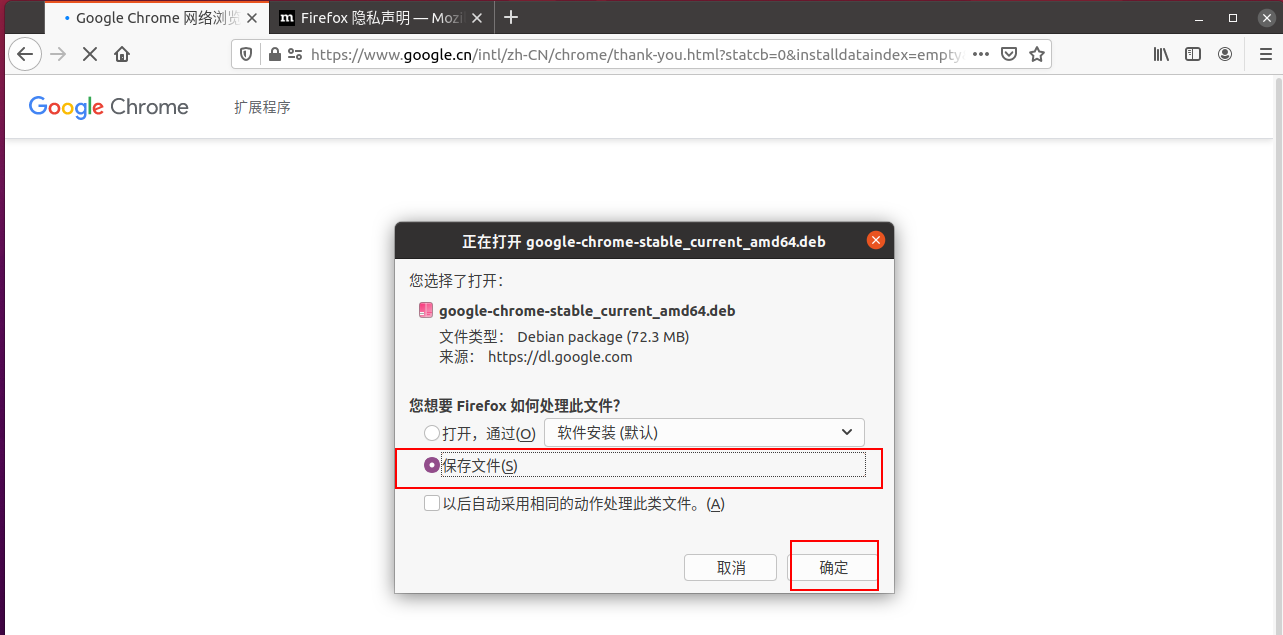 Google Chrome 网络浏览
Firefox 隐私声明 — Mozil
https://www.google.cn/intl/zh-CN/chrome/thank-you.html?statcb=0&installdataindex=empty
Google Chrome 扩展程序
正在打开 google-chrome-stable_current_amd64.deb
您选择了打开：
google-chrome-stable_current_amd64.deb
文件类型： Debian package (72.3 MB)
来源： https://dl.google.com
您想要 Firefox 如何处理此文件？
打开，通过(O) 软件安装 (默认)
保存文件(S)
以后自动采用相同的动作处理此类文件。(A)
取消 确定